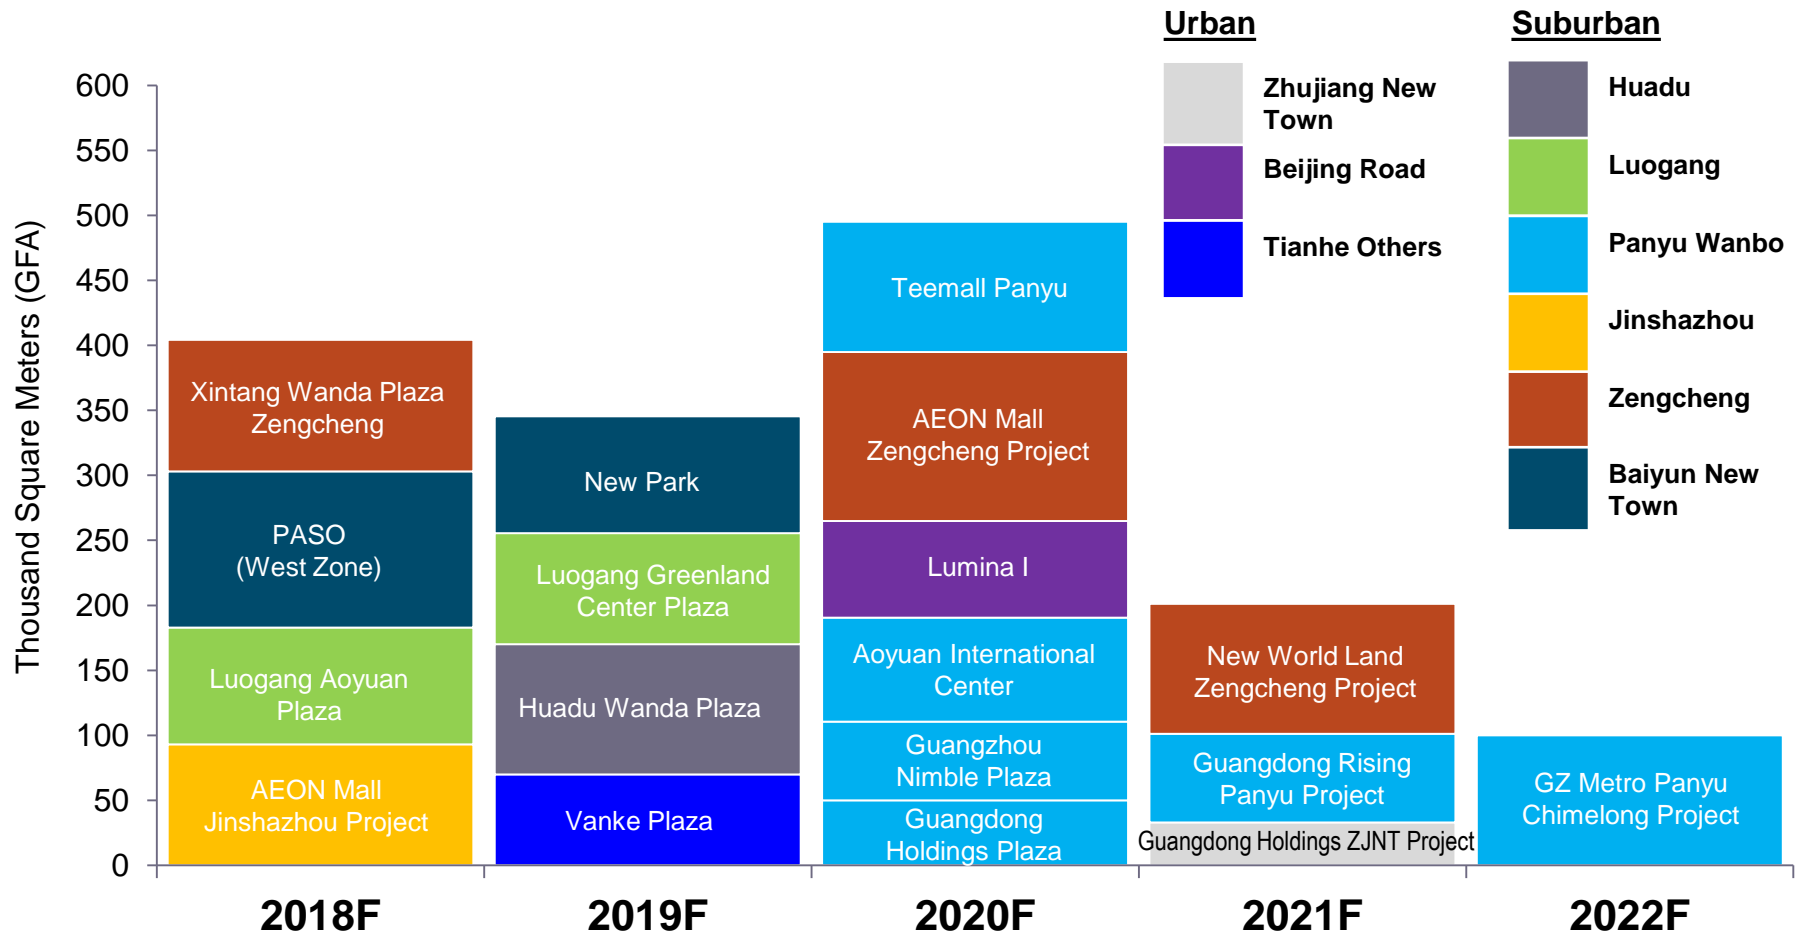 Urban
Zhujiang New
Town
Beijing Road
Tianhe Others
Suburban
Huadu
Luogang
Panyu Wanbo
Jinshazhou
Zengcheng
Baiyun New
Town
Thousand Square Meters (GFA)
600
550
500
450
400
350
300
250
200
150
100
50
0
Xintang Wanda Plaza
Zengcheng
PASO
(West Zone)
Luogang Aoyuan
Plaza
AEON Mall
Jinshazhou Project
New Park
Luogang Greenland
Center Plaza
Huadu Wanda Plaza
Vanke Plaza
Teemall Panyu
AEON Mall
Zengcheng Project
Lumina I
Aoyuan International
Center
Guangzhou
Nimble Plaza
Guangdong
Holdings Plaza
New World Land
Zengcheng Project
Guangdong Rising
Panyu Project
Guangdong Holdings ZJNT Project
GZ Metro Panyu
Chimelong Project
2018F
2019F
2020F
2021F
2022F